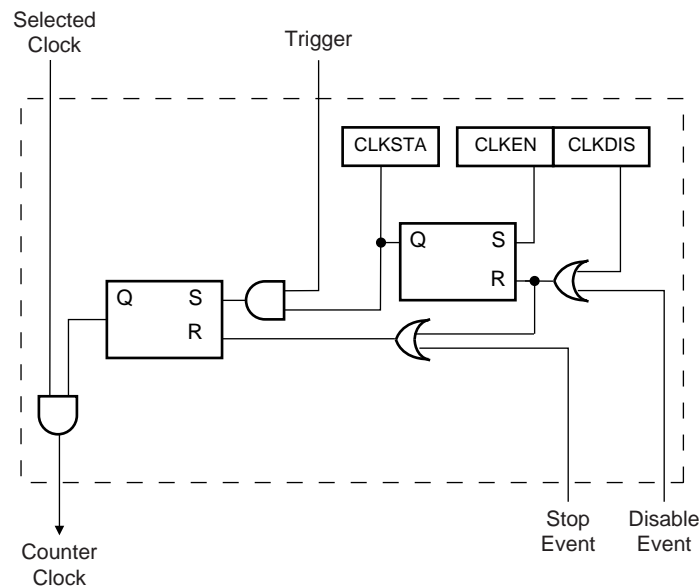 Selected
Clock
Trigger
CLKSTA
CLKEN
CLKDIS
Q
S
R
Q
S
R
Stop
Event
Disable
Event
Counter
Clock